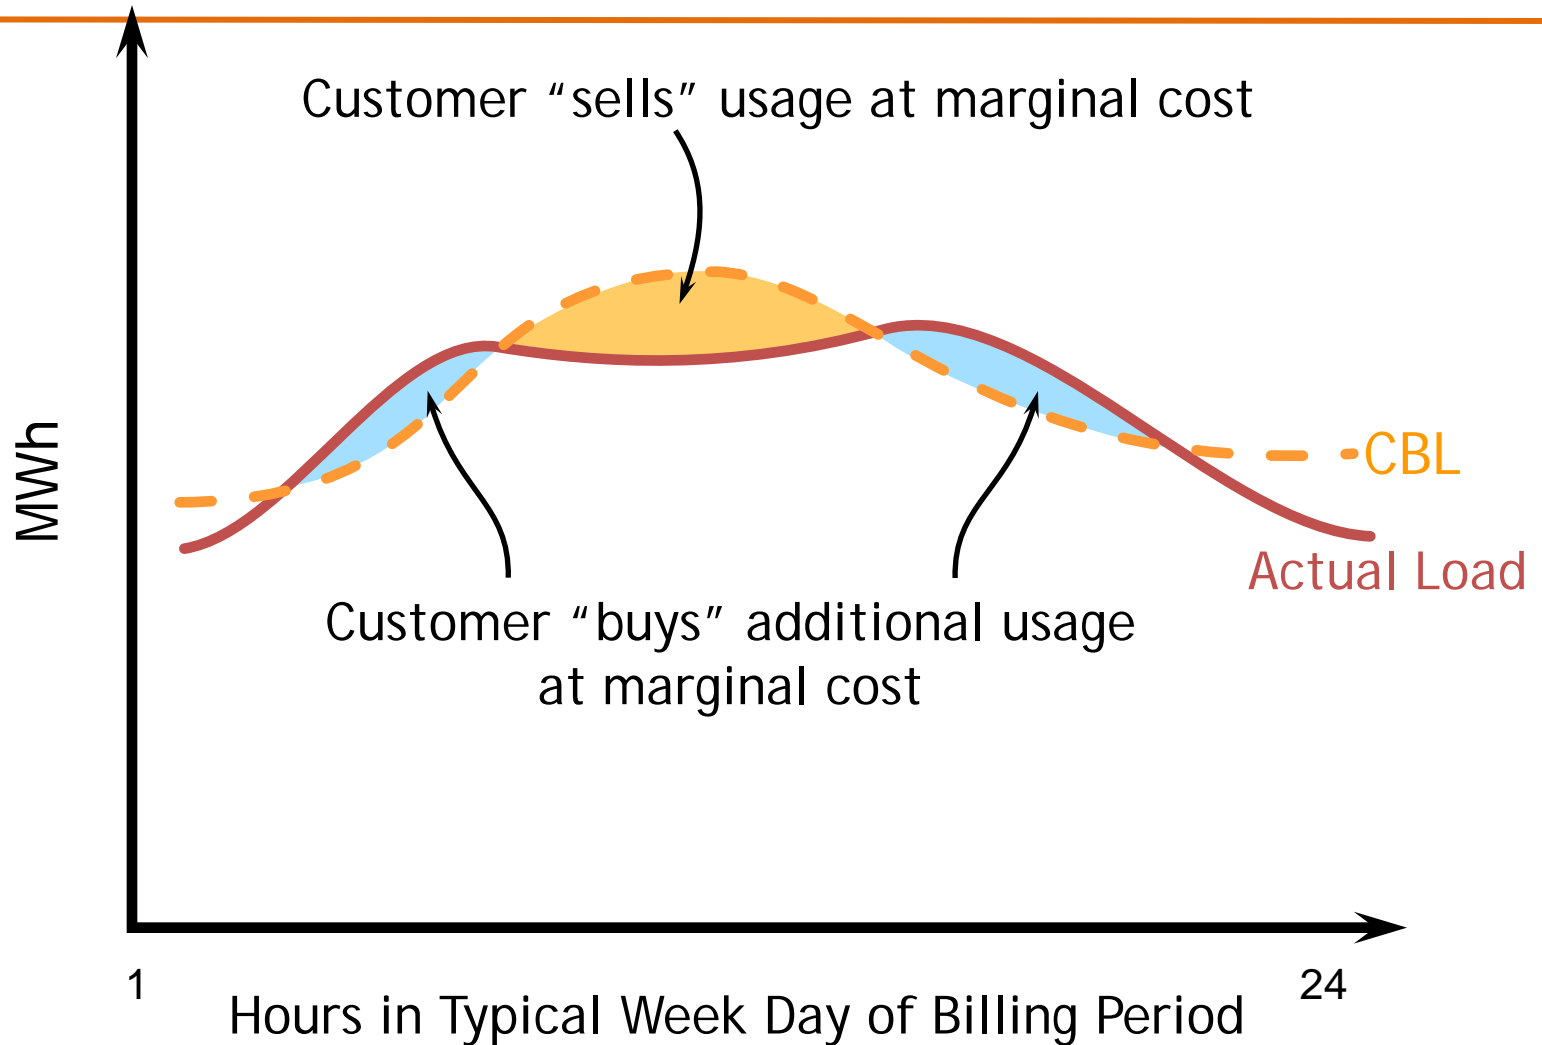 Customer “sells” usage at marginal cost
MWh
CBL
Actual Load
Customer “buys” additional usage
at marginal cost
1
24
Hours in Typical Week Day of Billing Period